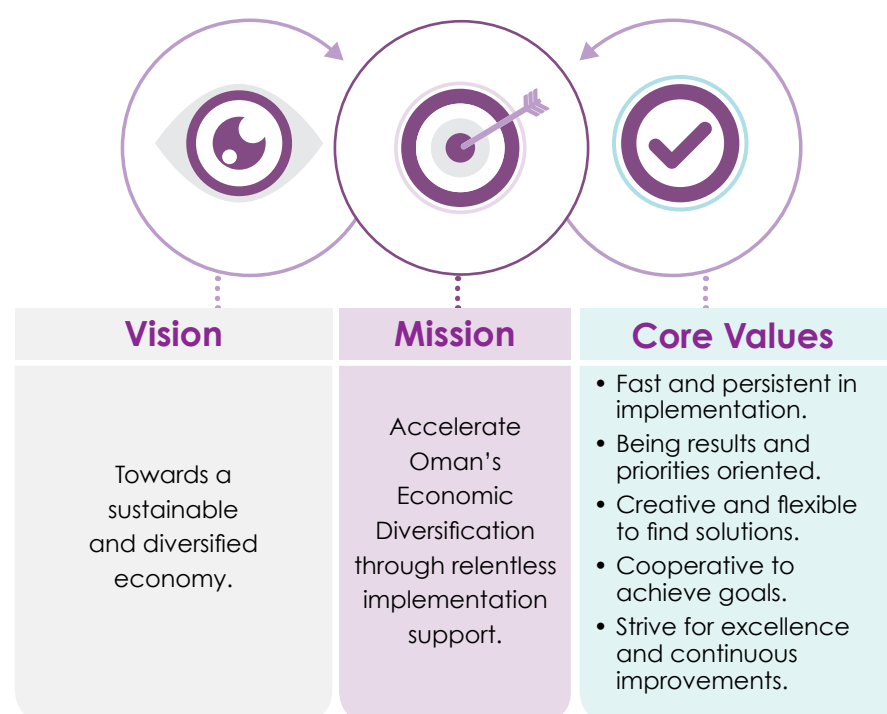 Vision
Towards a
sustainable
and diversified
economy.
Mission
Accelerate
Oman's
Economic
Diversification
through relentless
implementation
support.
Core Values
• Fast and persistent in
implementation.
• Being results and
priorities oriented.
• Creative and flexible
to find solutions.
• Cooperative to
achieve goals.
• Strive for excellence
and continuous
improvements.